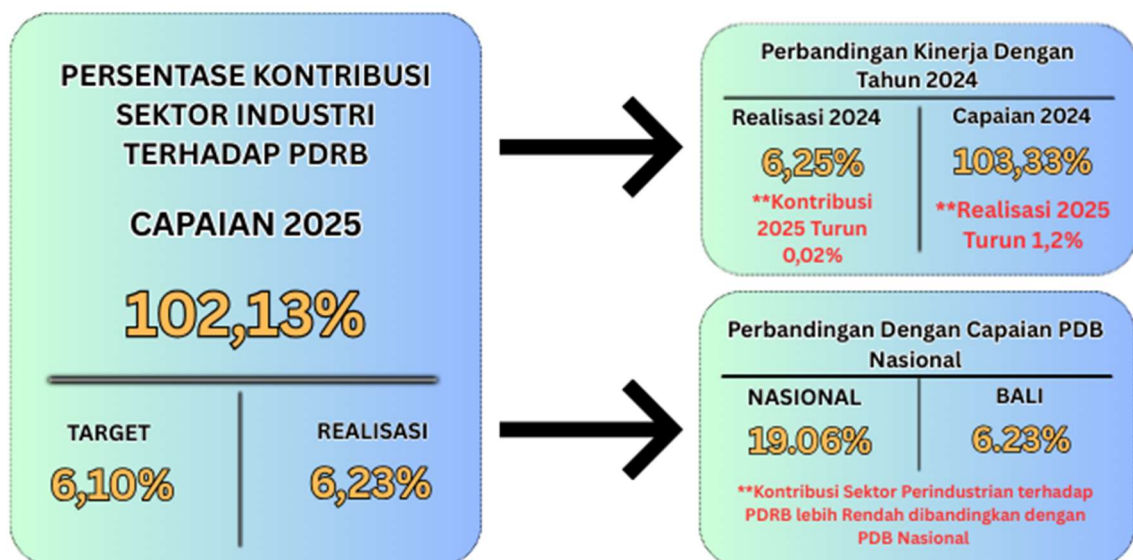 PERSENTASE KONTRIBUSI
SEKTOR INDUSTRI
TERHADAP PDRB
CAPAIAN 2025
102,13%
TARGET
6,10%
REALISASI
6,23%
Perbandingan Kinerja Dengan
Tahun 2024
Realisasi 2024
6,25%
**Kontribusi
2025 Turun
0,02%
Capaian 2024
103,33%
**Realisasi 2025
Turun 1,2%
Perbandingan Dengan Capaian PDB
Nasional
NASIONAL
19.06%
BALI
6.23%
**Kontribusi Sektor Perindustrian terhadap
PDRB lebih Rendah dibandingkan dengan
PDB Nasional